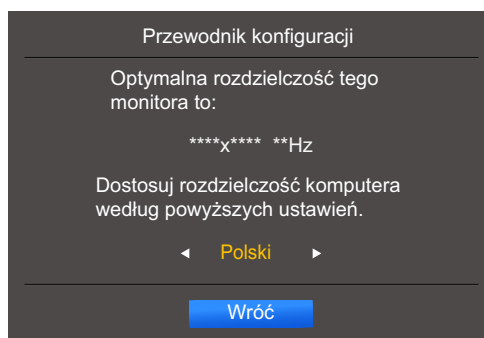 Przewodnik konfiguracji
Optymalna rozdzielczość tego
monitora to:
****x**** **Hz
Dostosuj rozdzielczość komputera
według powyższych ustawień.
Polski
Wróć